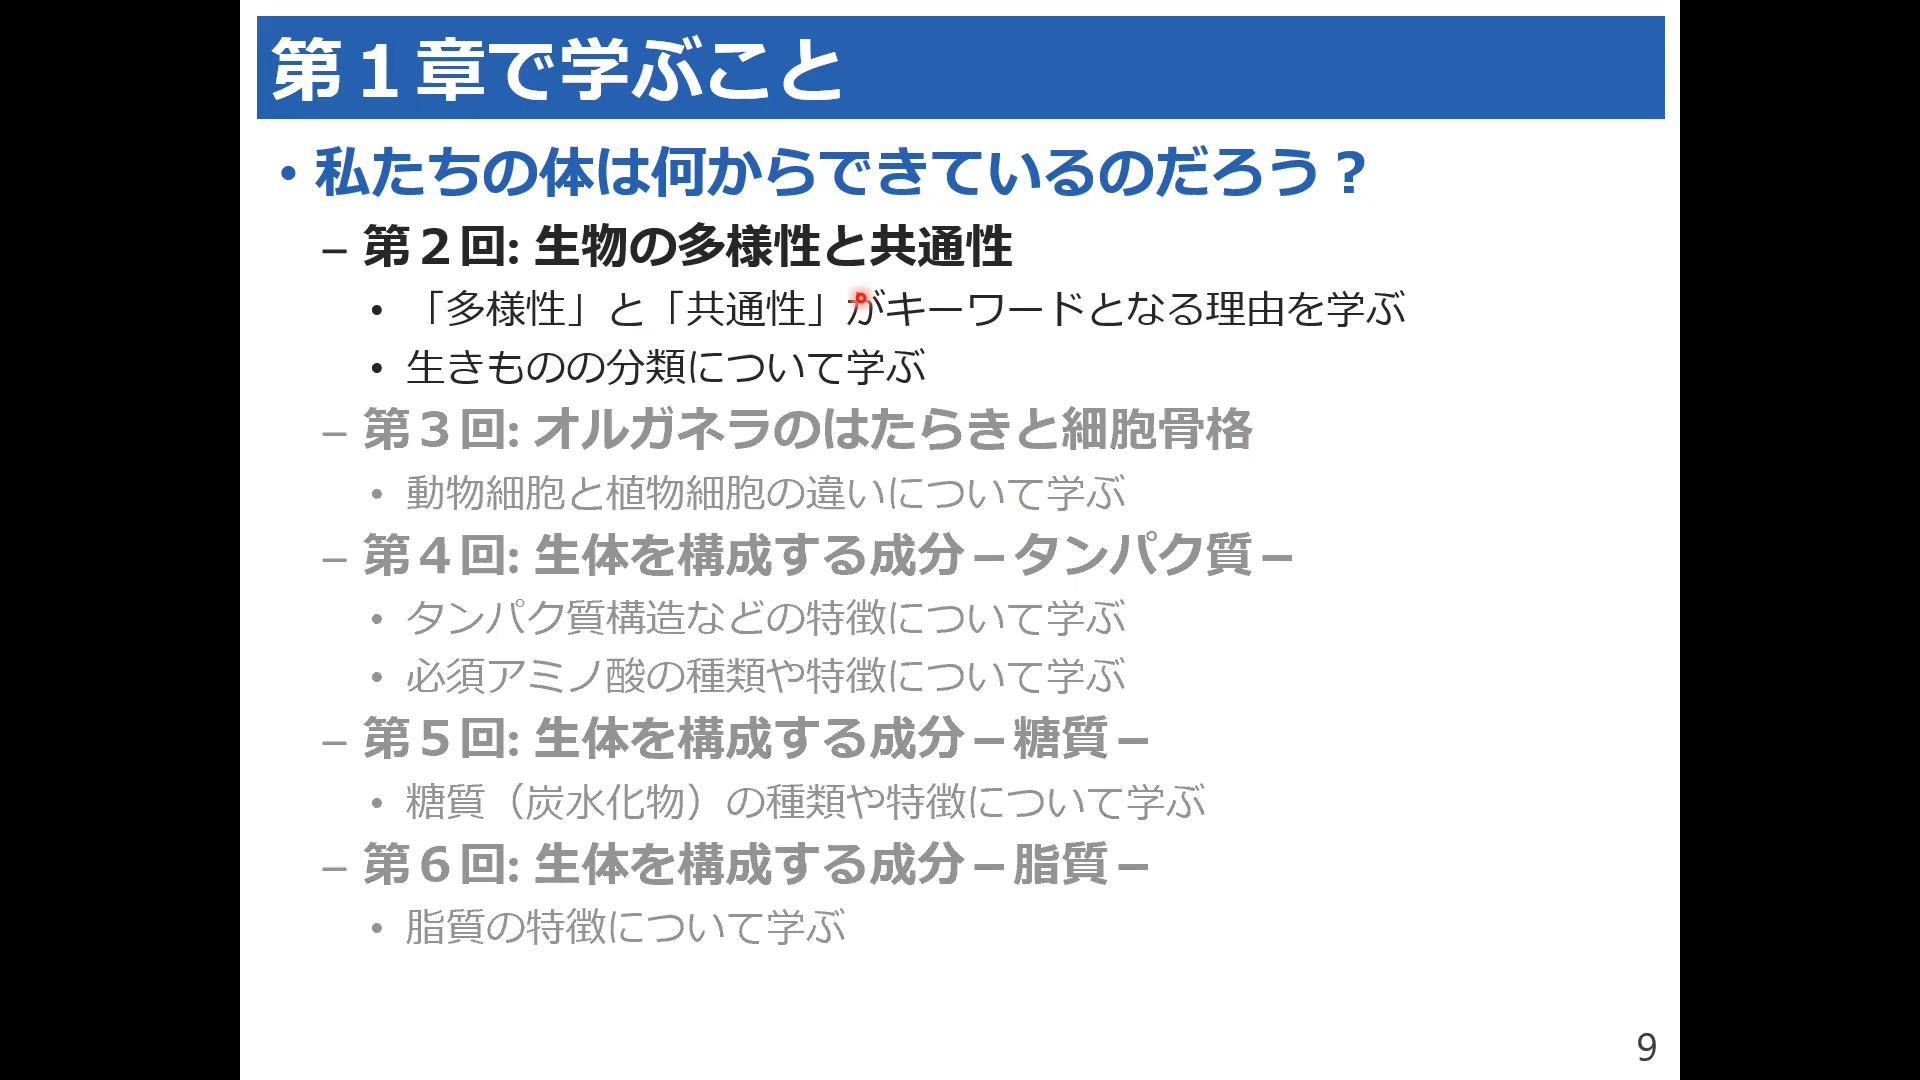 第１章で学ぶこと
・私たちの体は何からできているのだろう？
– 第２回: 生物の多様性と共通性
• 「多様性」と「共通性」がキーワードとなる理由を学ぶ
• 生きものの分類について学ぶ
– 第３回: オルガネラのはたらきと細胞骨格
• 動物細胞と植物細胞の違いについて学ぶ
– 第４回: 生体を構成する成分－タンパク質－
• タンパク質構造などの特徴について学ぶ
• 必須アミノ酸の種類や特徴について学ぶ
– 第５回: 生体を構成する成分－糖質－
• 糖質（炭水化物）の種類や特徴について学ぶ
– 第６回: 生体を構成する成分－脂質－
• 脂質の特徴について学ぶ
9